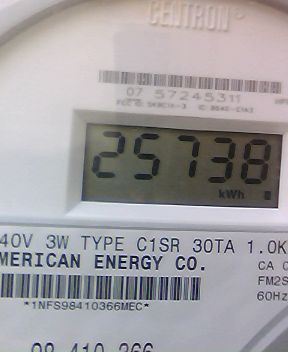 CENTRON®
07 57245311
25738
kWh
40V 3W TYPE C1SR 30TA 1.0K
MERICAN ENERGY CO.
CA 0
FM2S
60Hz
*1NFS98410366MEC*
98 410 366